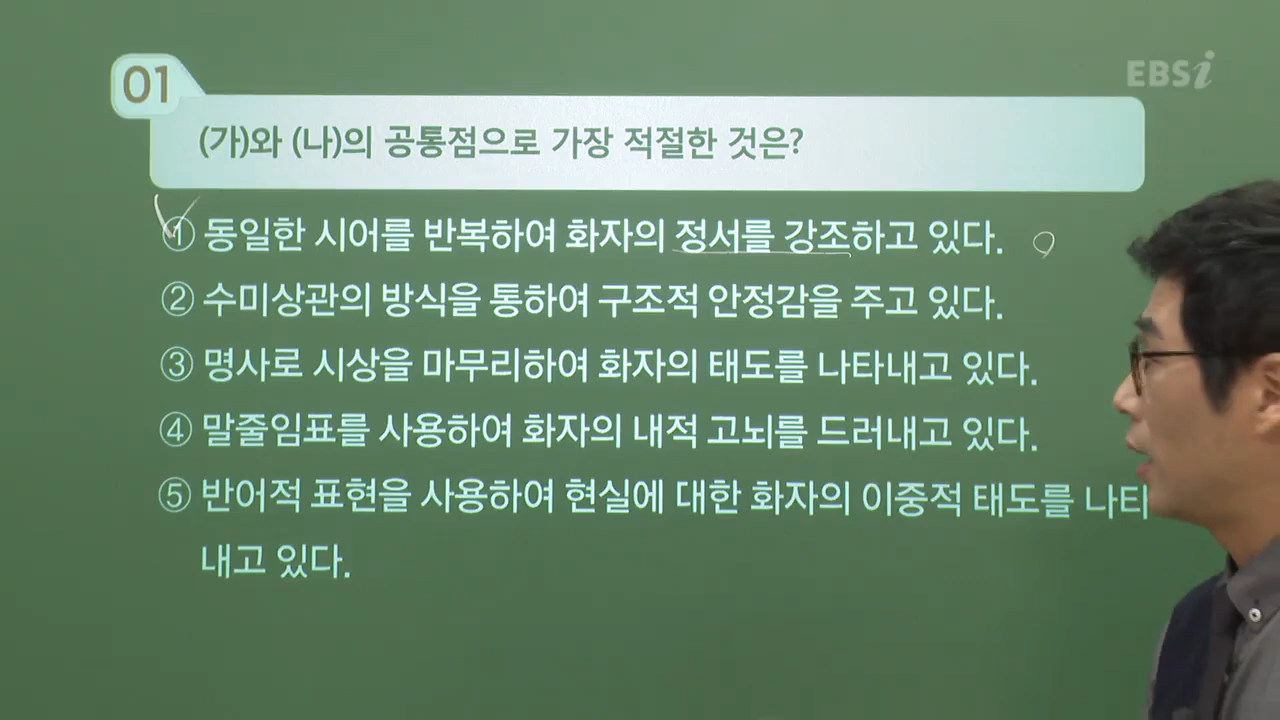 01
EBSi
(가)와 (나)의 공통점으로 가장 적절한 것은?
① 동일한 시어를 반복하여 화자의 정서를 강조하고 있다.
② 수미상관의 방식을 통하여 구조적 안정감을 주고 있다.
③ 명사로 시상을 마무리하여 화자의 태도를 나타내고 있다.
④ 말줄임표를 사용하여 화자의 내적 고뇌를 드러내고 있다.
⑤ 반어적 표현을 사용하여 현실에 대한 화자의 이중적 태도를 나타
내고 있다.